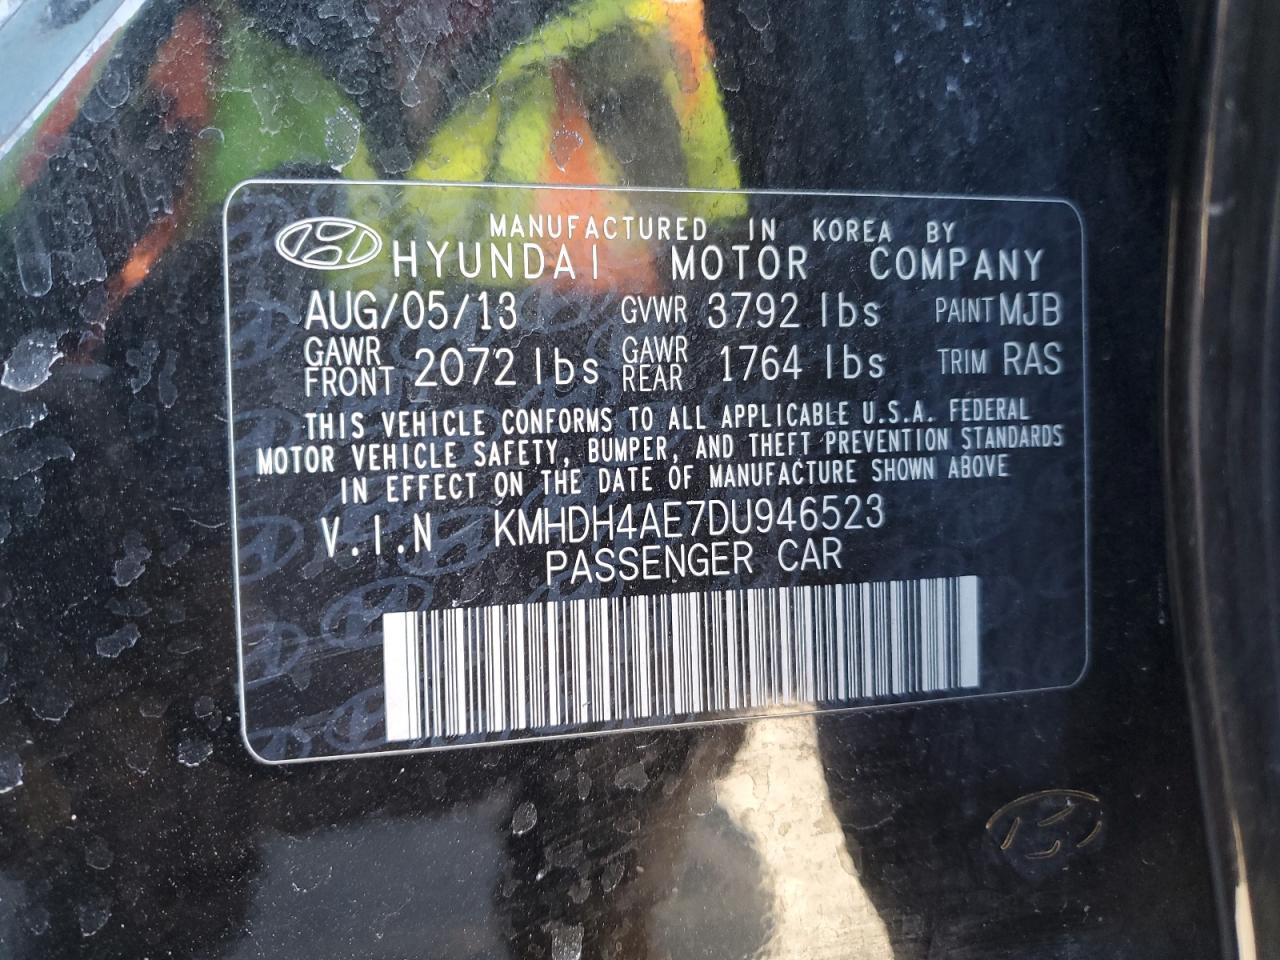 MANUFACTURED IN KOREA BY
HYUNDAI MOTOR COMPANY
AUG/05/13 GVWR 3792 lbs PAINT MJB
GAWR FRONT 2072 lbs GAWR REAR 1764 lbs TRIM RAS
THIS VEHICLE CONFORMS TO ALL APPLICABLE U.S.A. FEDERAL
MOTOR VEHICLE SAFETY, BUMPER, AND THEFT PREVENTION STANDARDS
IN EFFECT ON THE DATE OF MANUFACTURE SHOWN ABOVE
V.I.N KMHDH4AE7DU946523
PASSENGER CAR